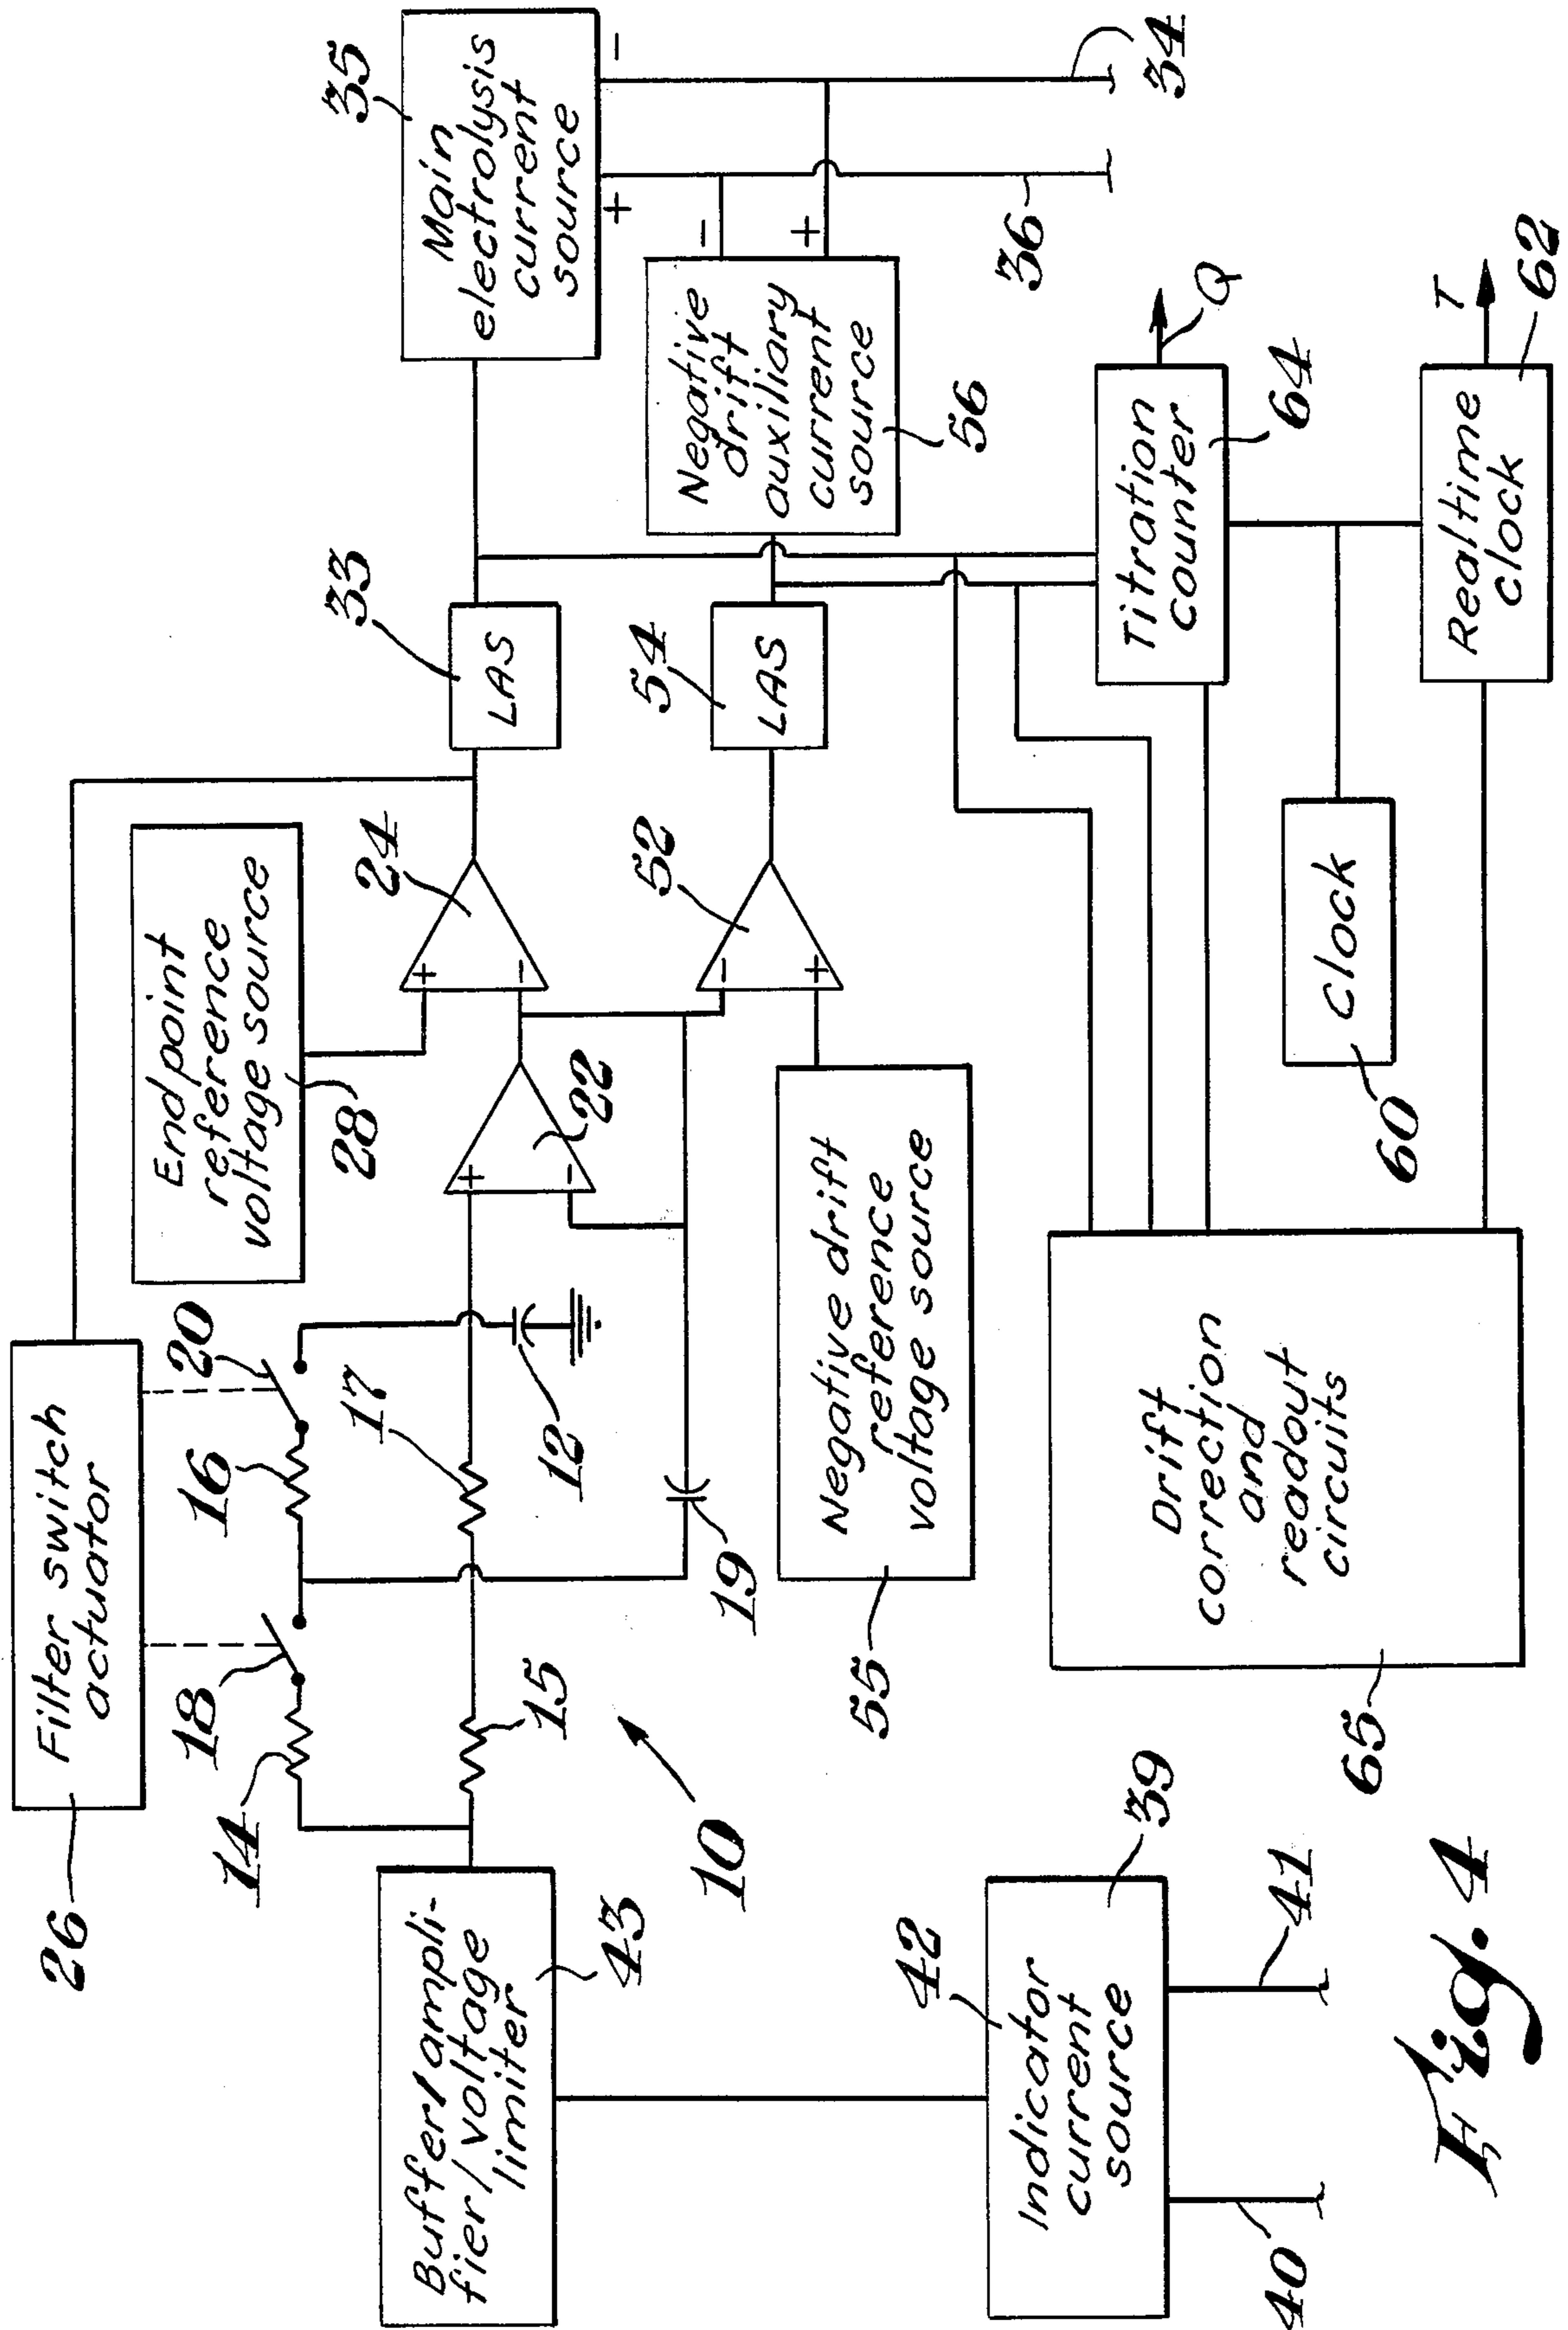 26
Filter switch
actuator
14
18
16
20
End point
reference
voltage source
28
24
33
LAS
35
Main
electrolysis
current
source
+
−
Buffer/ampli-
fier/voltage
limiter
43
10
15
17
12
19
+
−
22
+
−
−
+
52
54
LAS
Negative
drift
auxiliary
current
source
−
+
56
36
34
55
Negative drift
reference
voltage source
42
39
Indicator
current
source
40
41
65
Drift
correction
and
readout
circuits
60
Clock
Titration
counter
64
Q
Realtime
clock
62
T
Fig. 4